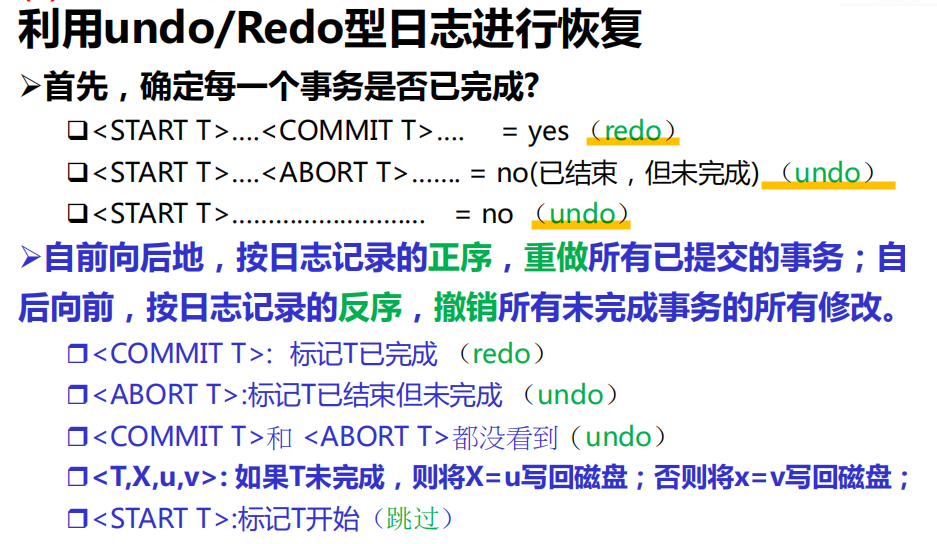 利用undo/Redo型日志进行恢复
➢首先，确定每一个事务是否已完成?
❑<START T>....<COMMIT T>.... = yes （redo）
❑<START T>....<ABORT T>....... = no(已结束，但未完成) （undo）
❑<START T>........................... = no （undo）
➢自前向后地，按日志记录的正序，重做所有已提交的事务；自
后向前，按日志记录的反序，撤销所有未完成事务的所有修改。
❒<COMMIT T>: 标记T已完成 （redo）
❒<ABORT T>:标记T已结束但未完成 （undo）
❒<COMMIT T>和 <ABORT T>都没看到（undo）
❒<T,X,u,v>: 如果T未完成，则将X=u写回磁盘；否则将x=v写回磁盘；
❒<START T>:标记T开始（跳过）